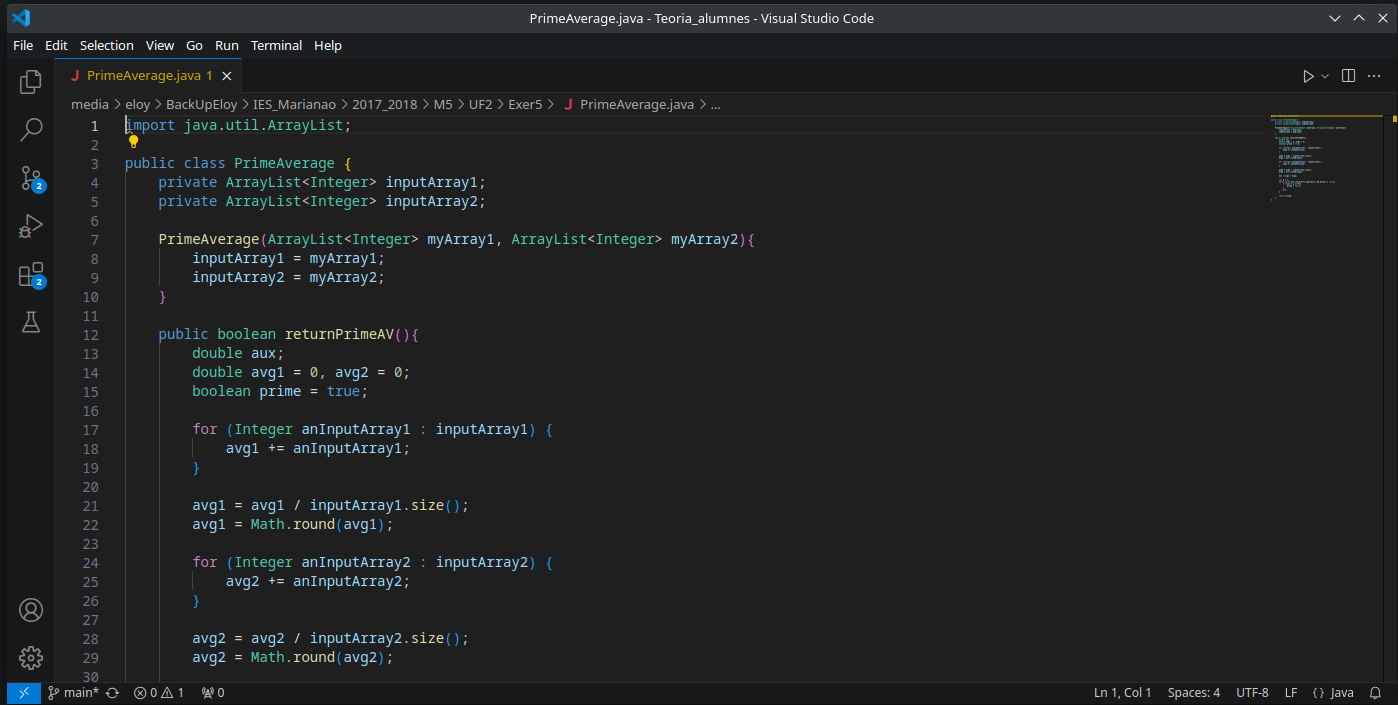 PrimeAverage.java - Teoria_alumnes - Visual Studio Code
File Edit Selection View Go Run Terminal Help
J PrimeAverage.java 1
media > eloy > BackUpEloy > IES_Marianao > 2017_2018 > M5 > UF2 > Exer5 > J PrimeAverage.java > ...
1 import java.util.ArrayList;
2
3 public class PrimeAverage {
4     private ArrayList<Integer> inputArray1;
5     private ArrayList<Integer> inputArray2;
6
7     PrimeAverage(ArrayList<Integer> myArray1, ArrayList<Integer> myArray2){
8         inputArray1 = myArray1;
9         inputArray2 = myArray2;
10     }
11
12     public boolean returnPrimeAV(){
13         double aux;
14         double avg1 = 0, avg2 = 0;
15         boolean prime = true;
16
17         for (Integer anInputArray1 : inputArray1) {
18             avg1 += anInputArray1;
19         }
20
21         avg1 = avg1 / inputArray1.size();
22         avg1 = Math.round(avg1);
23
24         for (Integer anInputArray2 : inputArray2) {
25             avg2 += anInputArray2;
26         }
27
28         avg2 = avg2 / inputArray2.size();
29         avg2 = Math.round(avg2);
30
2
2
main* 0 1 0 Ln 1, Col 1 Spaces: 4 UTF-8 LF {} Java